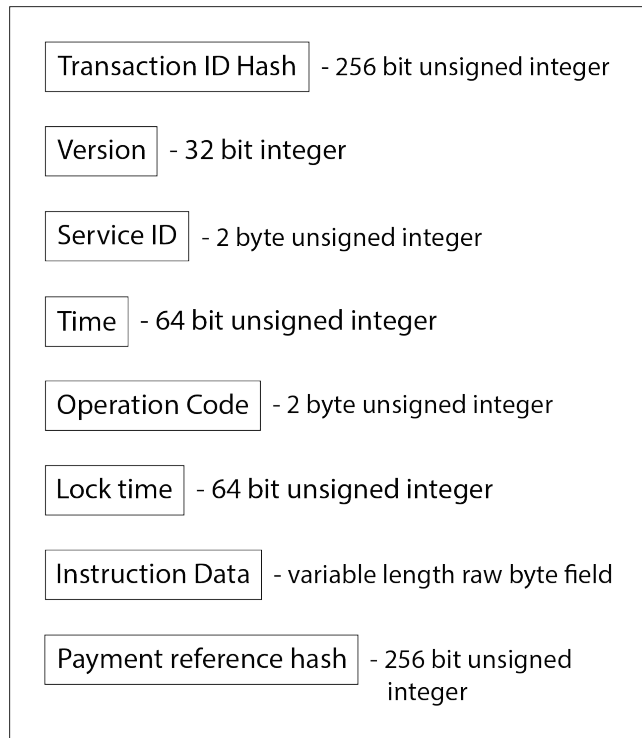 Transaction ID Hash - 256 bit unsigned integer
Version - 32 bit integer
Service ID - 2 byte unsigned integer
Time - 64 bit unsigned integer
Operation Code - 2 byte unsigned integer
Lock time - 64 bit unsigned integer
Instruction Data - variable length raw byte field
Payment reference hash - 256 bit unsigned
integer